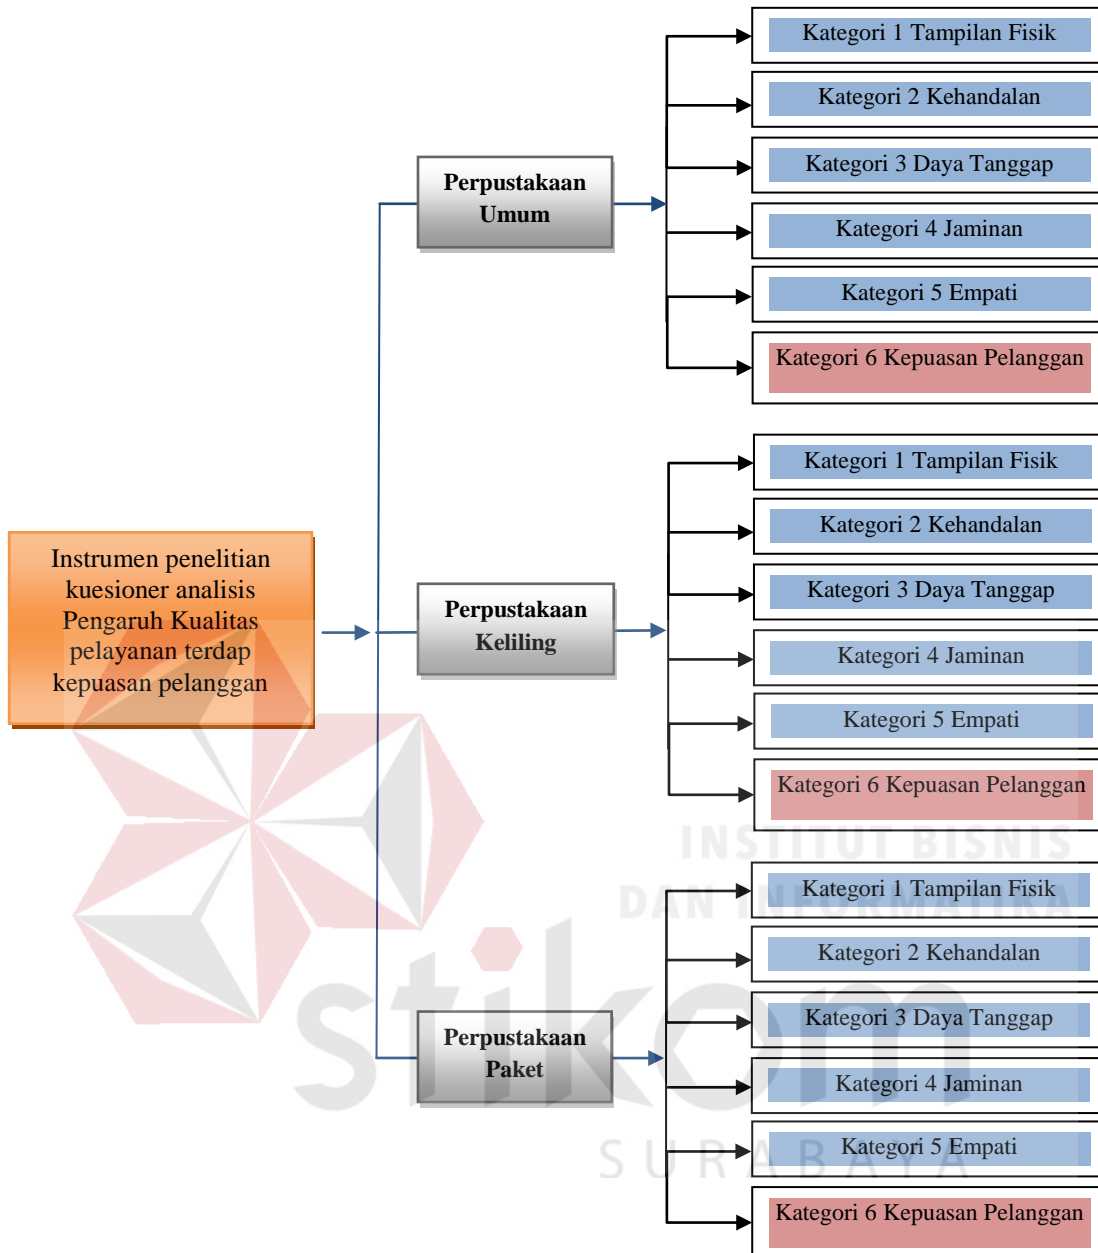 Kategori 1 Tampilan Fisik
Kategori 2 Kehandalan
Kategori 3 Daya Tanggap
Perpustakaan
Umum
Kategori 4 Jaminan
Kategori 5 Empati
Kategori 6 Kepuasan Pelanggan
Instrumen penelitian
kuesioner analisis
Pengaruh Kualitas
pelayanan terdap
kepuasan pelanggan
Kategori 1 Tampilan Fisik
Kategori 2 Kehandalan
Kategori 3 Daya Tanggap
Perpustakaan
Keliling
Kategori 4 Jaminan
Kategori 5 Empati
Kategori 6 Kepuasan Pelanggan
INSTITUT BISNIS
DAN INFORMATIKA
stikom
SURABAYA
Kategori 1 Tampilan Fisik
Kategori 2 Kehandalan
Kategori 3 Daya Tanggap
Perpustakaan
Paket
Kategori 4 Jaminan
Kategori 5 Empati
Kategori 6 Kepuasan Pelanggan